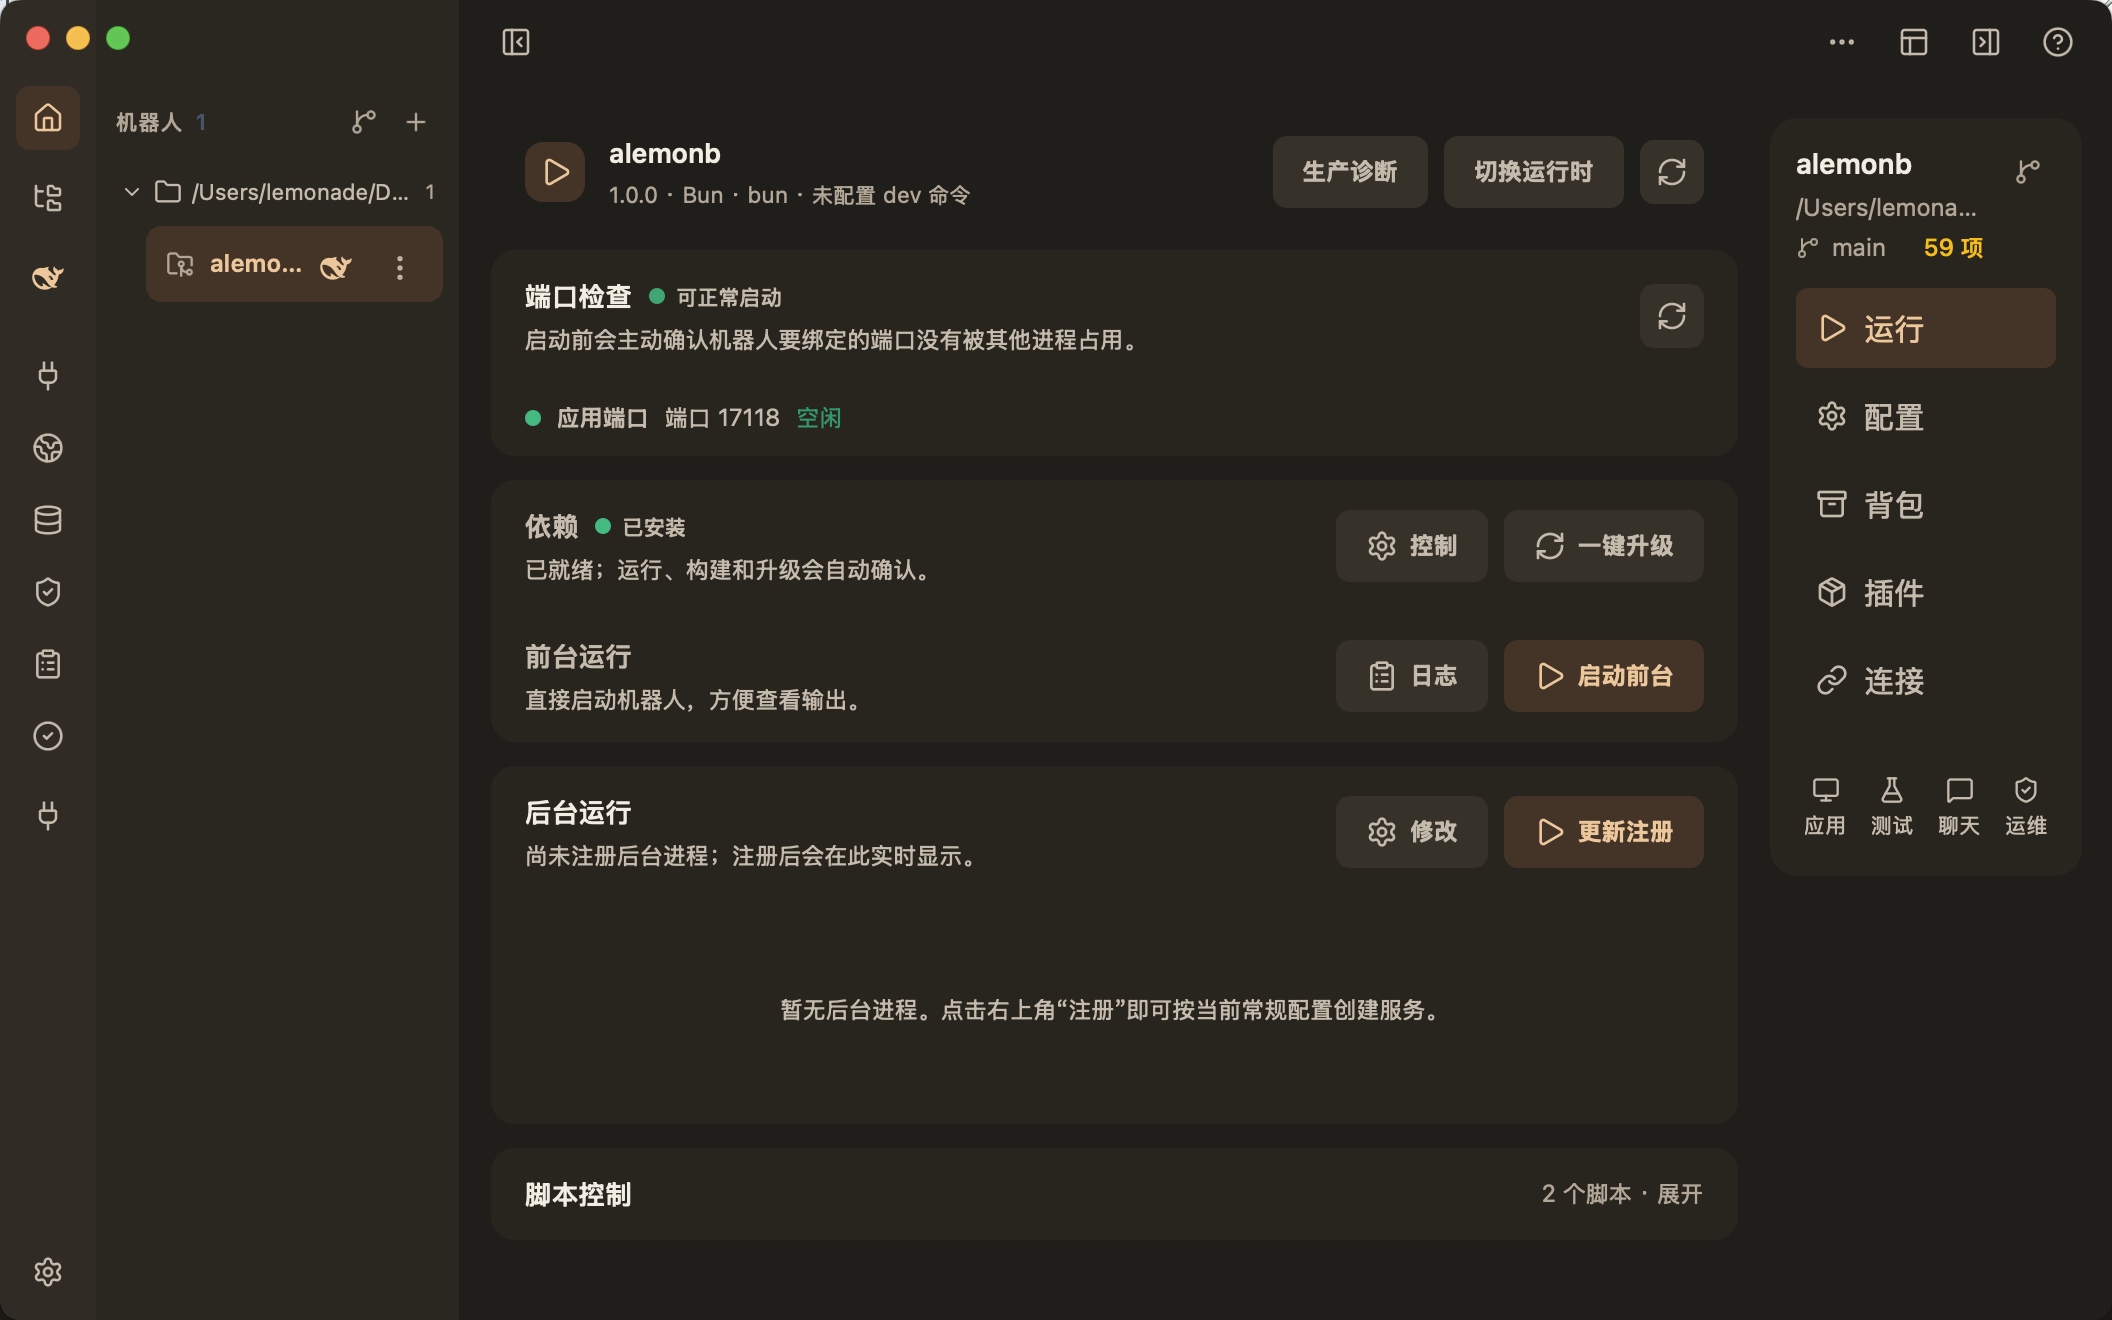 机器人 1
/Users/lemonade/D... 1
alemo...
alemonb
1.0.0 · Bun · bun · 未配置 dev 命令
生产诊断
切换运行时
端口检查 可正常启动
启动前会主动确认机器人要绑定的端口没有被其他进程占用。
应用端口 端口 17118 空闲
依赖 已安装
已就绪；运行、构建和升级会自动确认。
控制
一键升级
前台运行
直接启动机器人，方便查看输出。
日志
启动前台
后台运行
尚未注册后台进程；注册后会在此实时显示。
修改
更新注册
暂无后台进程。点击右上角“注册”即可按当前常规配置创建服务。
脚本控制
2 个脚本 · 展开
alemonb
/Users/lemona...
main 59 项
运行
配置
背包
插件
连接
应用 测试 聊天 运维